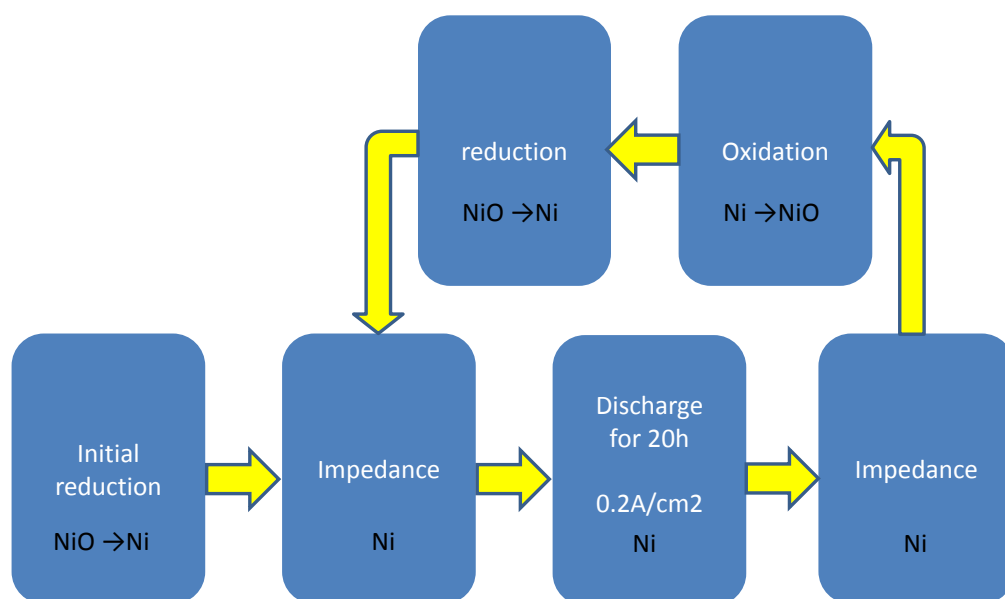 reduction
NiO →Ni
Oxidation
Ni →NiO
Initial
reduction
NiO →Ni
Impedance
Ni
Discharge
for 20h
0.2A/cm2
Ni
Impedance
Ni